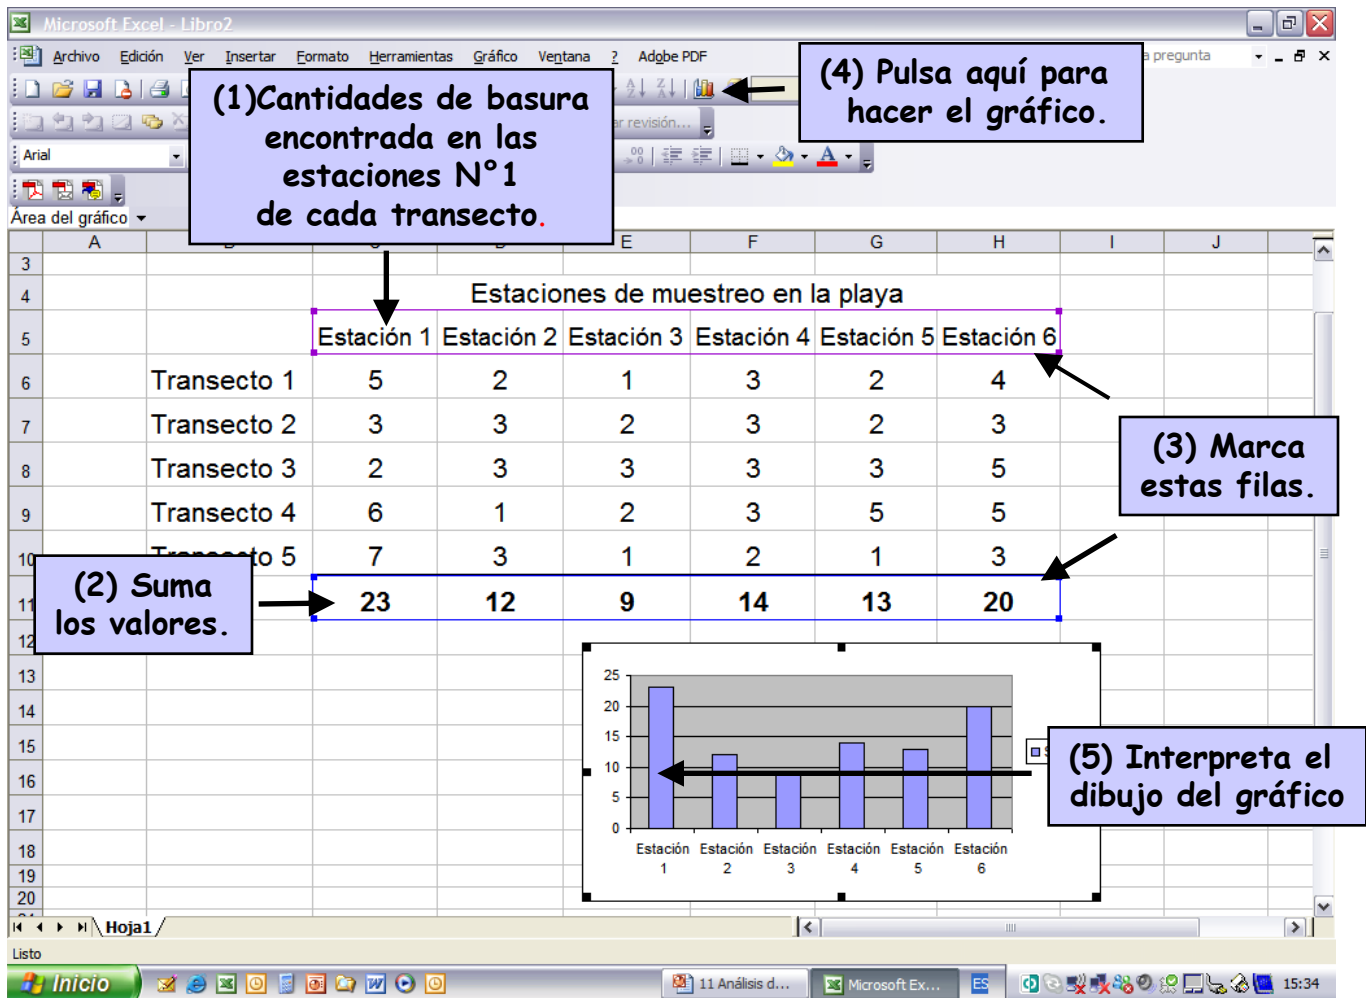 Microsoft Excel - Libro2
Archivo Edición Ver Insertar Formato Herramientas Gráfico Ventana ? Adobe PDF
pregunta
(1)Cantidades de basura
encontrada en las
estaciones N°1
de cada transecto.
(4) Pulsa aquí para
hacer el gráfico.
ar revisión...
Arial
Área del gráfico
A E F G H I J
3
4 Estaciones de muestreo en la playa
5 Estación 1 Estación 2 Estación 3 Estación 4 Estación 5 Estación 6
6 Transecto 1 5 2 1 3 2 4
7 Transecto 2 3 3 2 3 2 3
8 Transecto 3 2 3 3 3 3 5
9 Transecto 4 6 1 2 3 5 5
10 Transecto 5 7 3 1 2 1 3
11 23 12 9 14 13 20
(3) Marca
estas filas.
(2) Suma
los valores.
12
13
14
15
16
17
18
19
20
25
20
15
10
5
0
Estación 1 Estación 2 Estación 3 Estación 4 Estación 5 Estación 6
(5) Interpreta el
dibujo del gráfico
Hoja1
Listo
Inicio 11 Análisis d... Microsoft Ex... ES 15:34